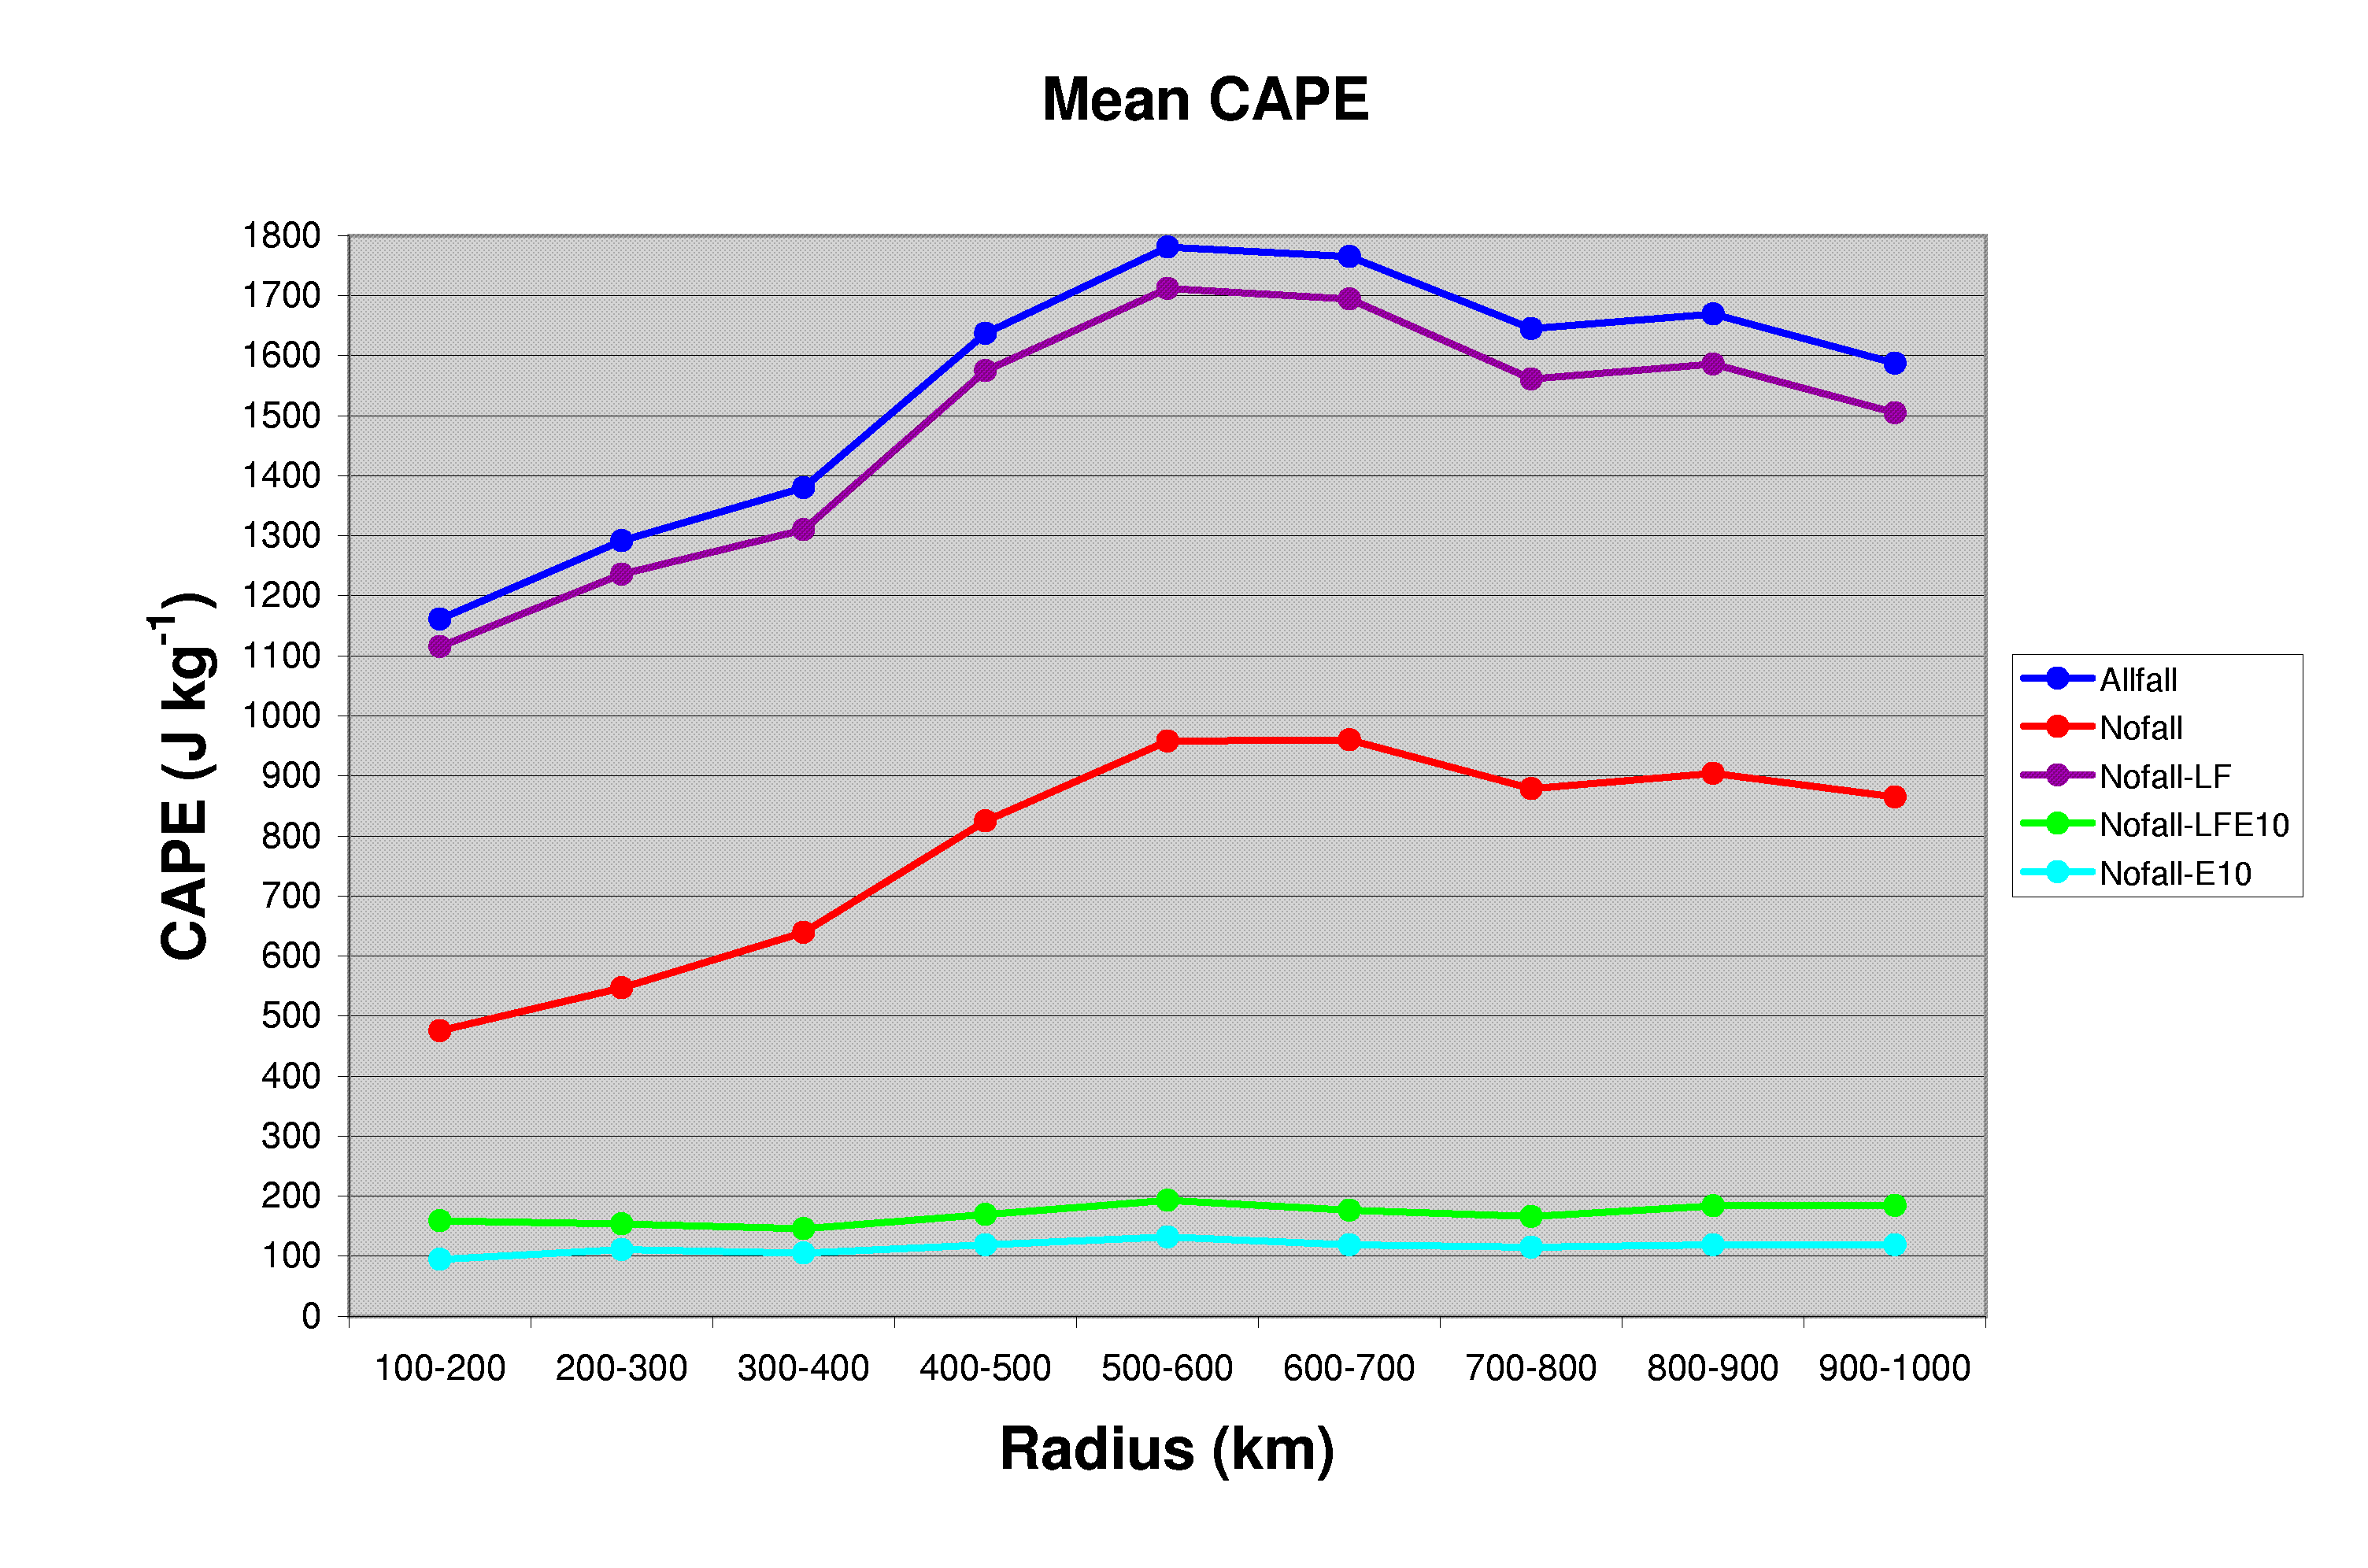 Mean CAPE
1800
1700
1600
1500
1400
1300
1200
1100
1000
900
800
700
600
500
400
300
200
100
0
CAPE (J kg⁻¹)
100-200 200-300 300-400 400-500 500-600 600-700 700-800 800-900 900-1000
Radius (km)
Allfall
Nofall
Nofall-LF
Nofall-LFE10
Nofall-E10